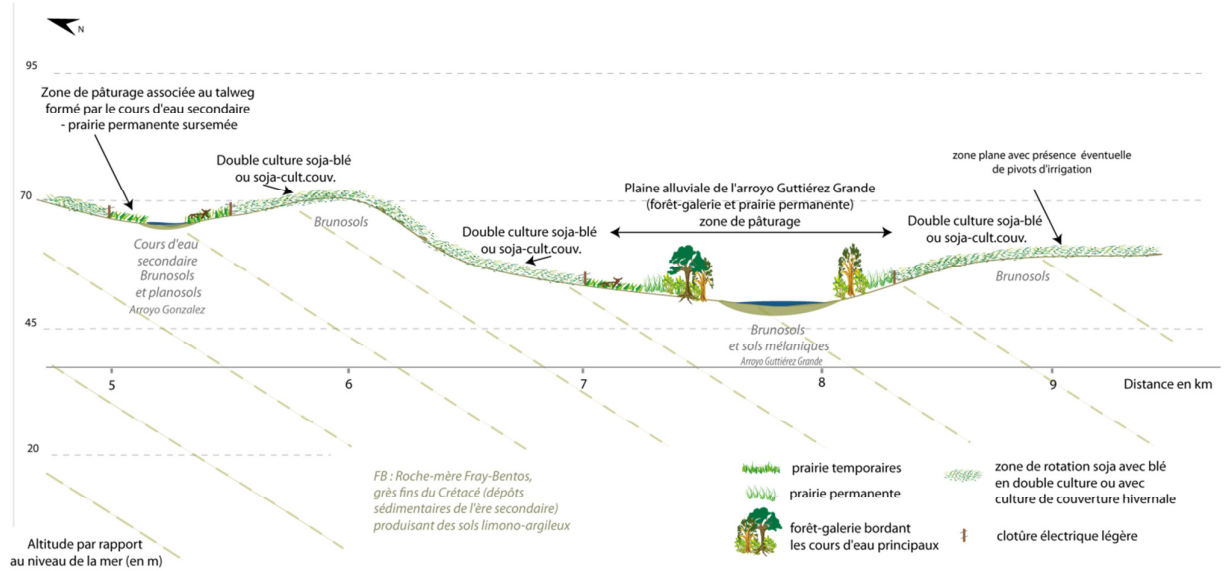 N
95
Zone de pâturage associée au talweg
formé par le cours d'eau secondaire
- prairie permanente sursemée
Double culture soja-blé
ou soja-cult.couv.
zone plane avec présence éventuelle
de pivots d'irrigation
Plaine alluviale de l'arroyo Guttiérez Grande
(forêt-galerie et prairie permanente)
zone de pâturage
70
Brunosols
Double culture soja-blé
ou soja-cult.couv.
Double culture soja-blé
ou soja-cult.couv.
Cours d'eau
secondaire
Brunosols
et planosols
Arroyo Gonzalez
Brunosols
45
Brunosols
et sols mélaniques
Arroyo Guttiérez Grande
5
6
7
8
9
Distance en km
20
FB : Roche-mère Fray-Bentos,
grès fins du Crétacé (dépôts
sédimentaires de l'ère secondaire)
produisant des sols limono-argileux
prairie temporaires
prairie permanente
forêt-galerie bordant
les cours d'eau principaux
zone de rotation soja avec blé
en double culture ou avec
culture de couverture hivernale
clotûre électrique légère
Altitude par rapport
au niveau de la mer (en m)